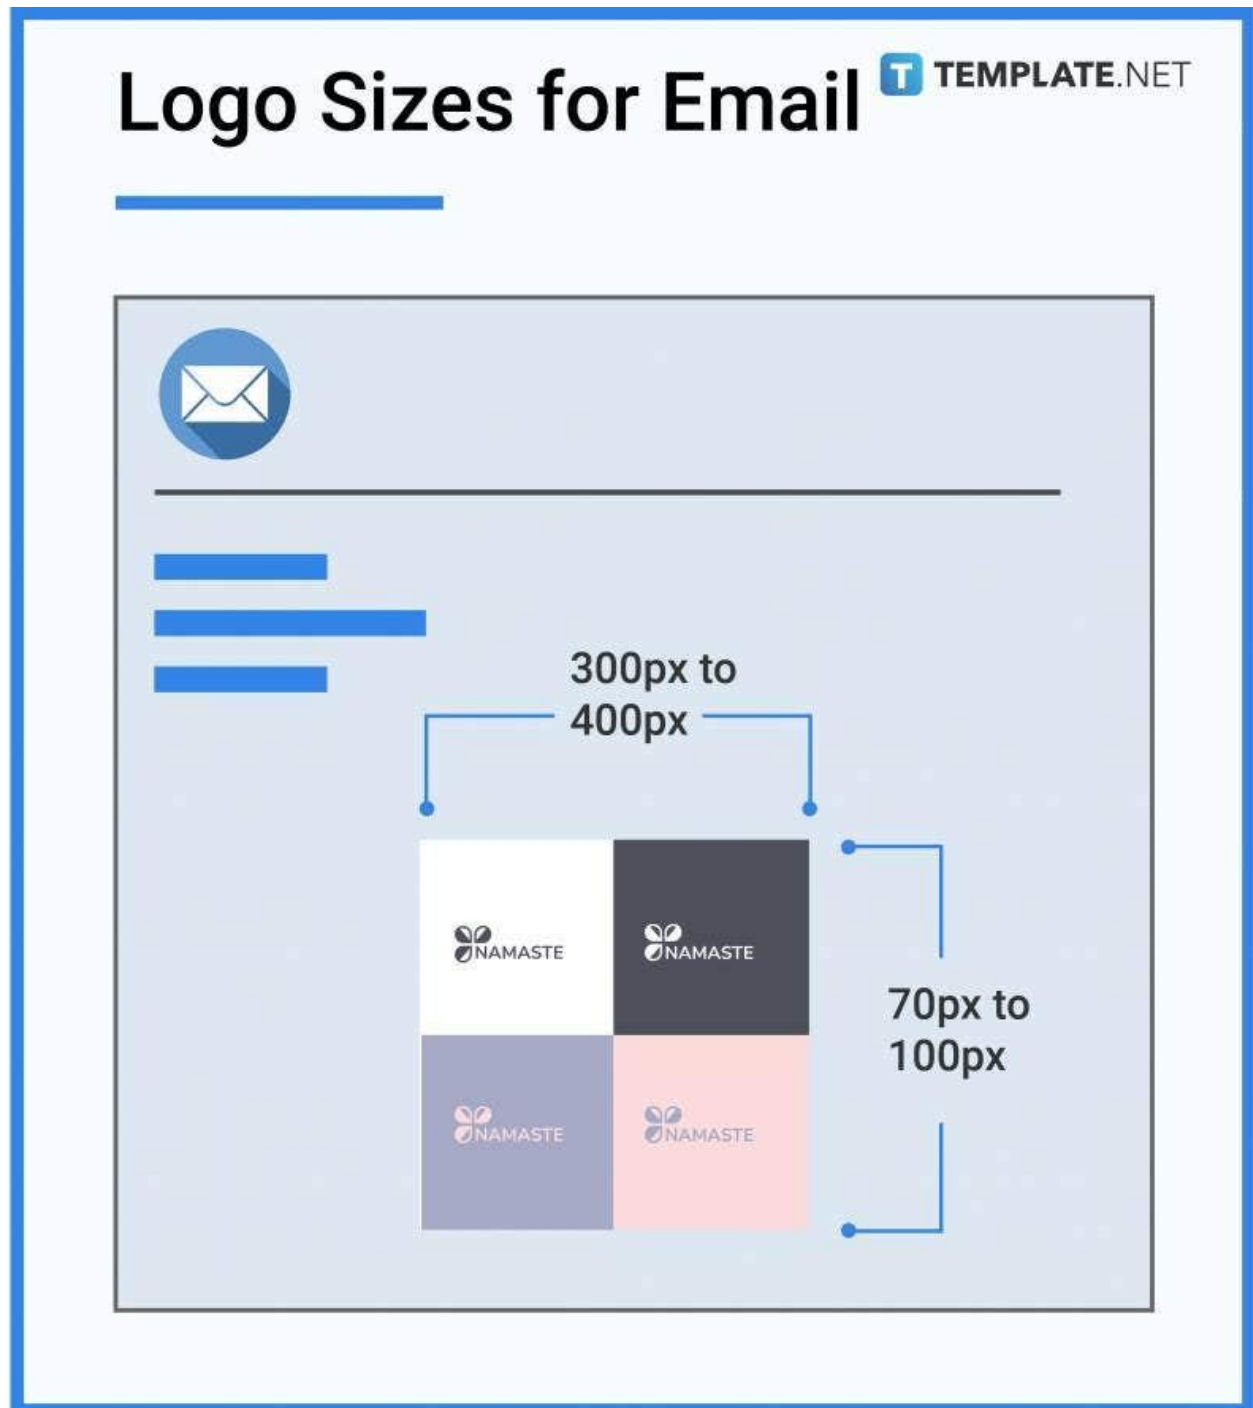 Logo Sizes for Email
T TEMPLATE.NET
300px to
400px
NAMASTE
NAMASTE
70px to
100px
NAMASTE
NAMASTE